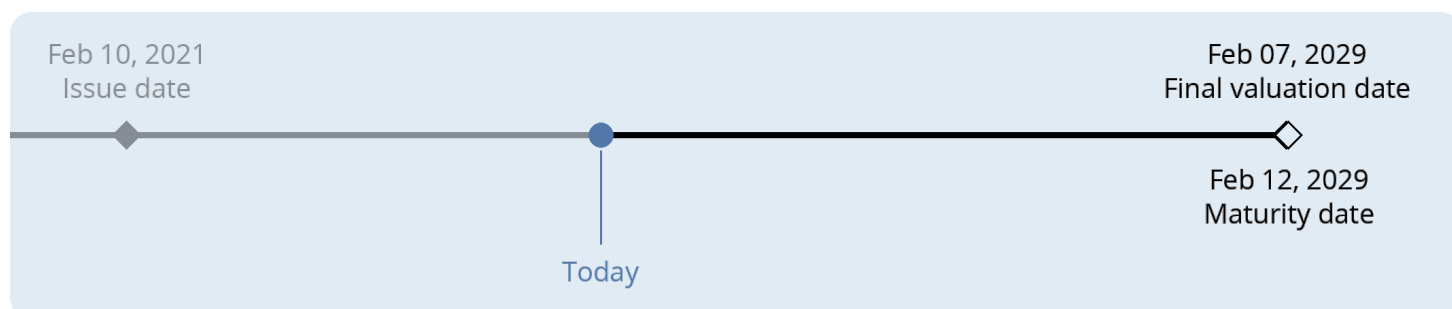 Feb 10, 2021
Issue date
Feb 07, 2029
Final valuation date
Feb 12, 2029
Maturity date
Today